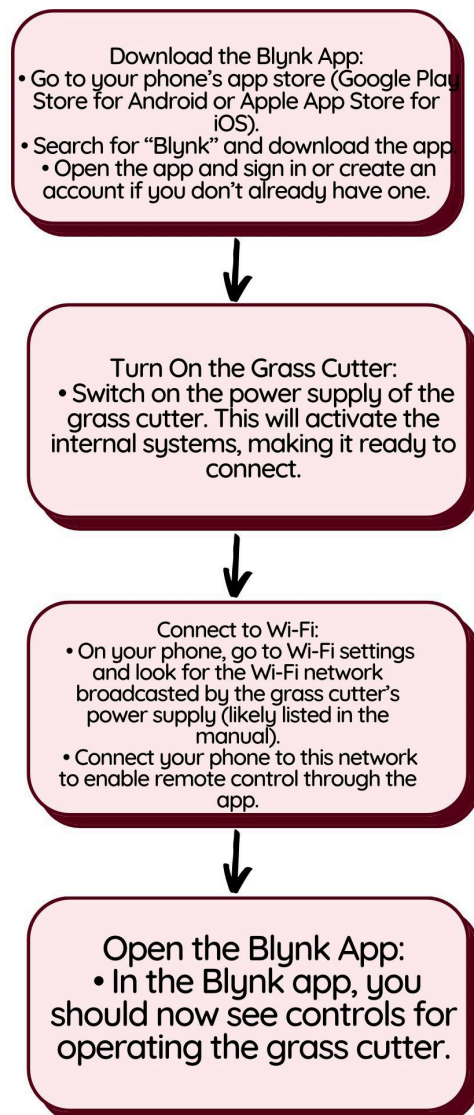 Download the Blynk App:
• Go to your phone's app store (Google Play
Store for Android or Apple App Store for
iOS).
• Search for “Blynk” and download the app.
• Open the app and sign in or create an
account if you don't already have one.
Turn On the Grass Cutter:
• Switch on the power supply of the
grass cutter. This will activate the
internal systems, making it ready to
connect.
Connect to Wi-Fi:
• On your phone, go to Wi-Fi settings
and look for the Wi-Fi network
broadcasted by the grass cutter's
power supply (likely listed in the
manual).
• Connect your phone to this network
to enable remote control through the
app.
Open the Blynk App:
• In the Blynk app, you
should now see controls for
operating the grass cutter.